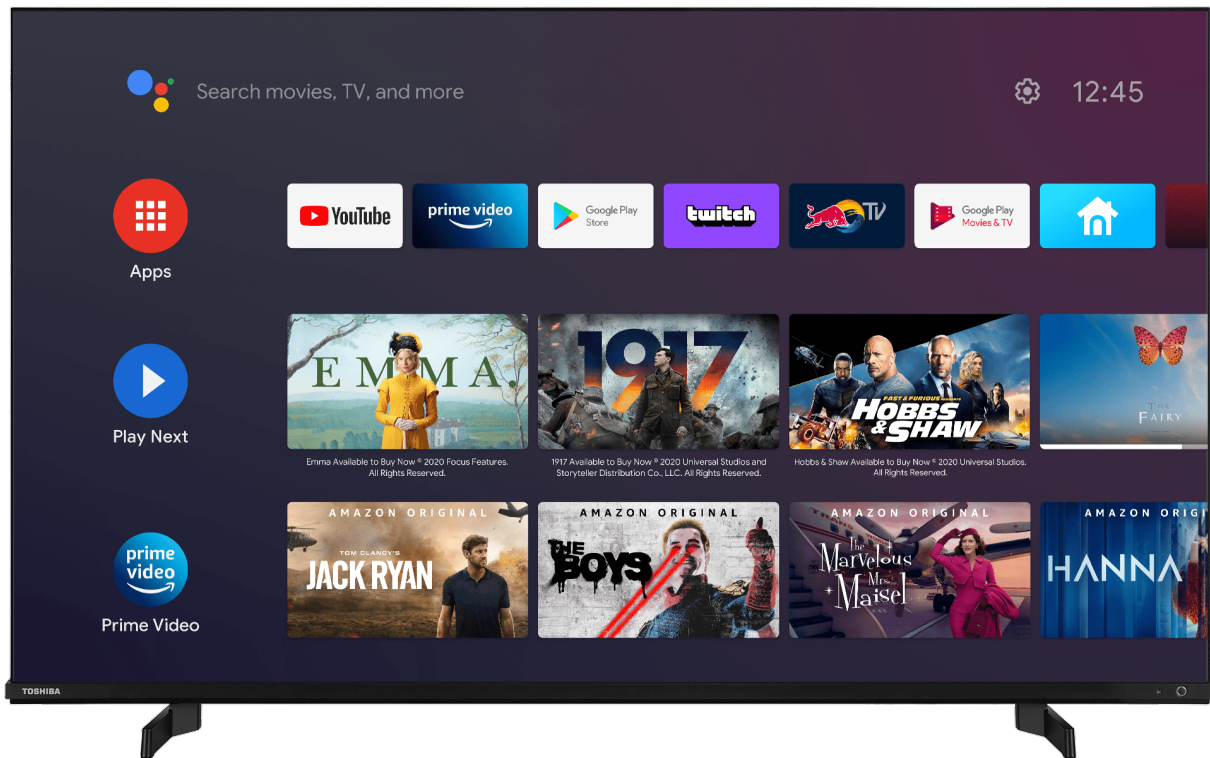 Search movies, TV, and more
12:45
YouTube
prime video
Google Play
Store
twitch
TV
Google Play
Movies & TV
Apps
EMMA.
1917
FAST & FURIOUS PRESENTS
HOBBS
& SHAW
THE
FAIRY
Play Next
Emma Available to Buy Now © 2020 Focus Features.
All Rights Reserved.
1917 Available to Buy Now © 2020 Universal Studios and
Storyteller Distribution Co., LLC. All Rights Reserved.
Hobbs & Shaw Available to Buy Now © 2020 Universal Studios.
All Rights Reserved.
AMAZON ORIGINAL
TOM CLANCY'S
JACK RYAN
AMAZON ORIGINAL
THE
BOYS
AMAZON ORIGINAL
The
Marvelous
Mrs.
Maisel
AMAZON ORIGI
HANNA
prime
video
Prime Video
TOSHIBA